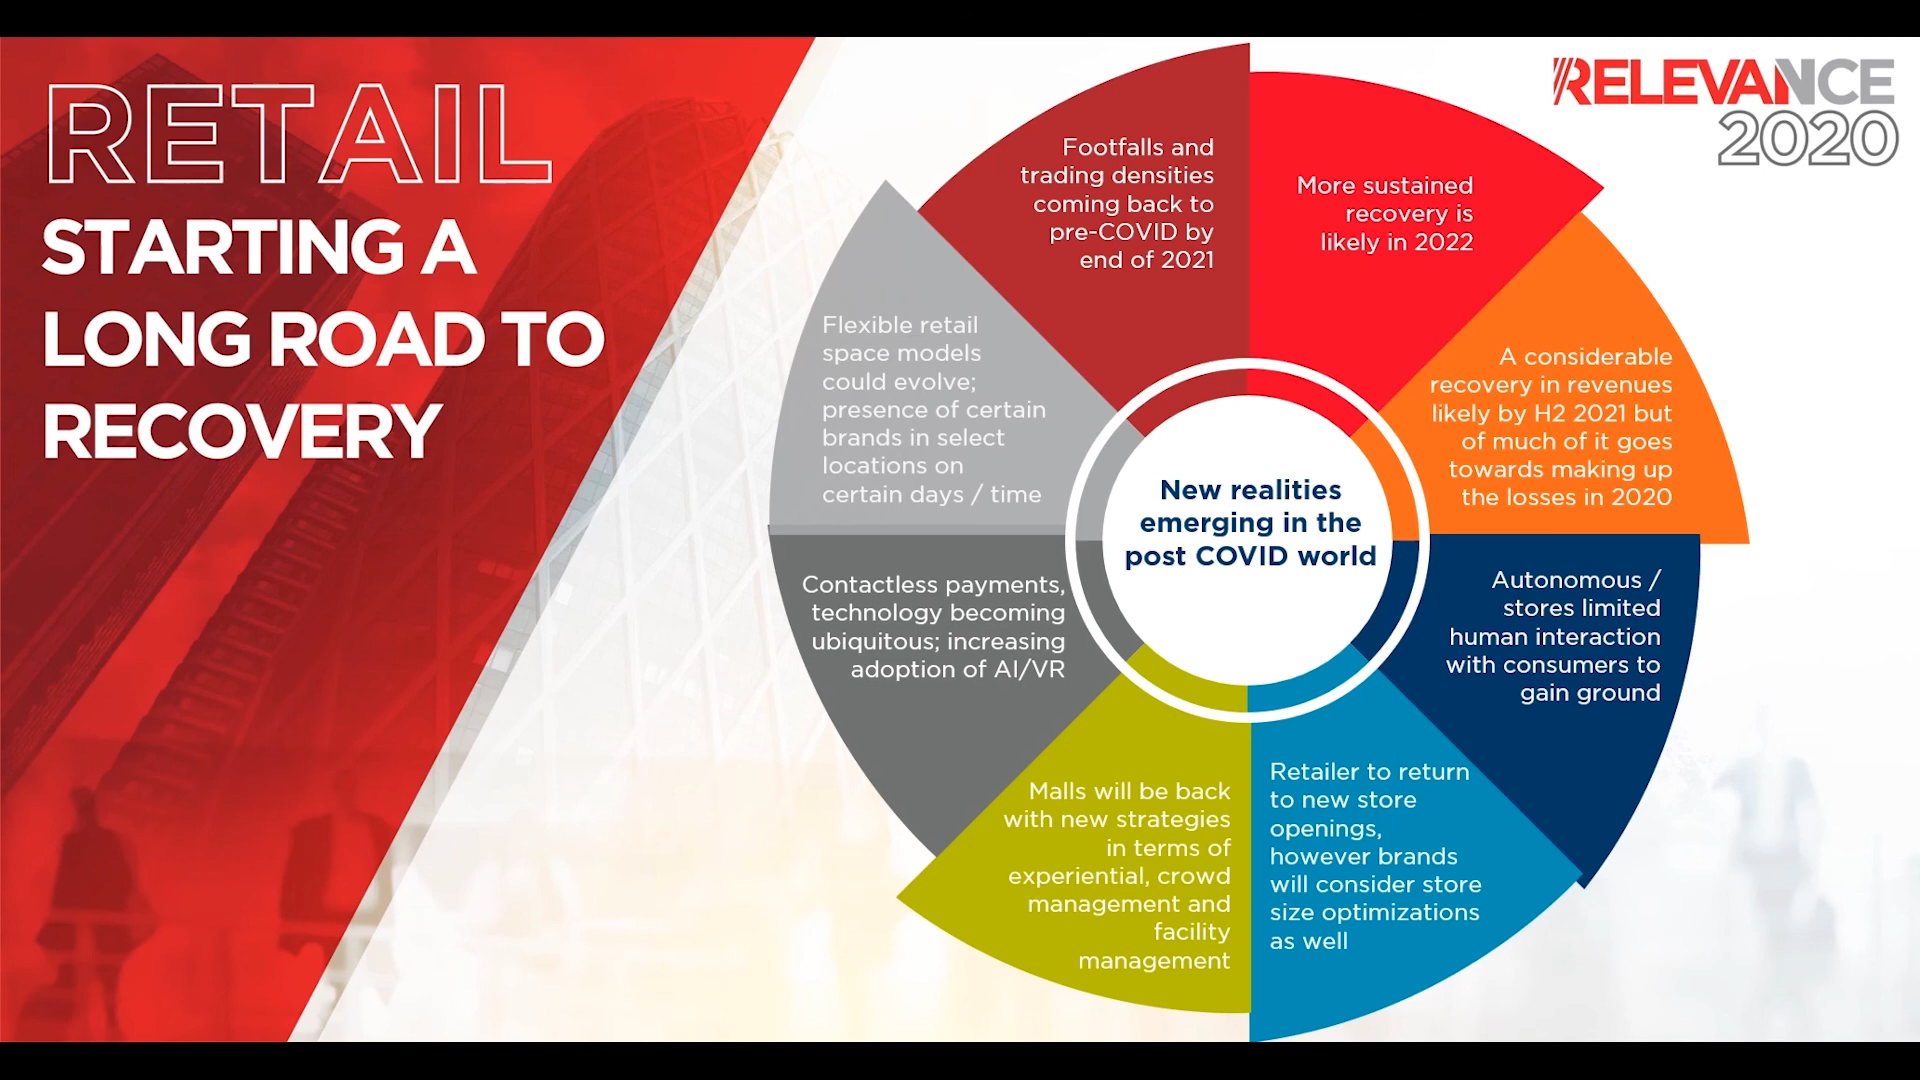 RETAIL
STARTING A
LONG ROAD TO
RECOVERY
RELEVANCE
2020
Footfalls and
trading densities
coming back to
pre-COVID by
end of 2021
More sustained
recovery is
likely in 2022
A considerable
recovery in revenues
likely by H2 2021 but
of much of it goes
towards making up
the losses in 2020
Autonomous /
stores limited
human interaction
with consumers to
gain ground
Retailer to return
to new store
openings,
however brands
will consider store
size optimizations
as well
Malls will be back
with new strategies
in terms of
experiential, crowd
management and
facility
management
Contactless payments,
technology becoming
ubiquitous; increasing
adoption of AI/VR
Flexible retail
space models
could evolve;
presence of certain
brands in select
locations on
certain days / time
New realities
emerging in the
post COVID world